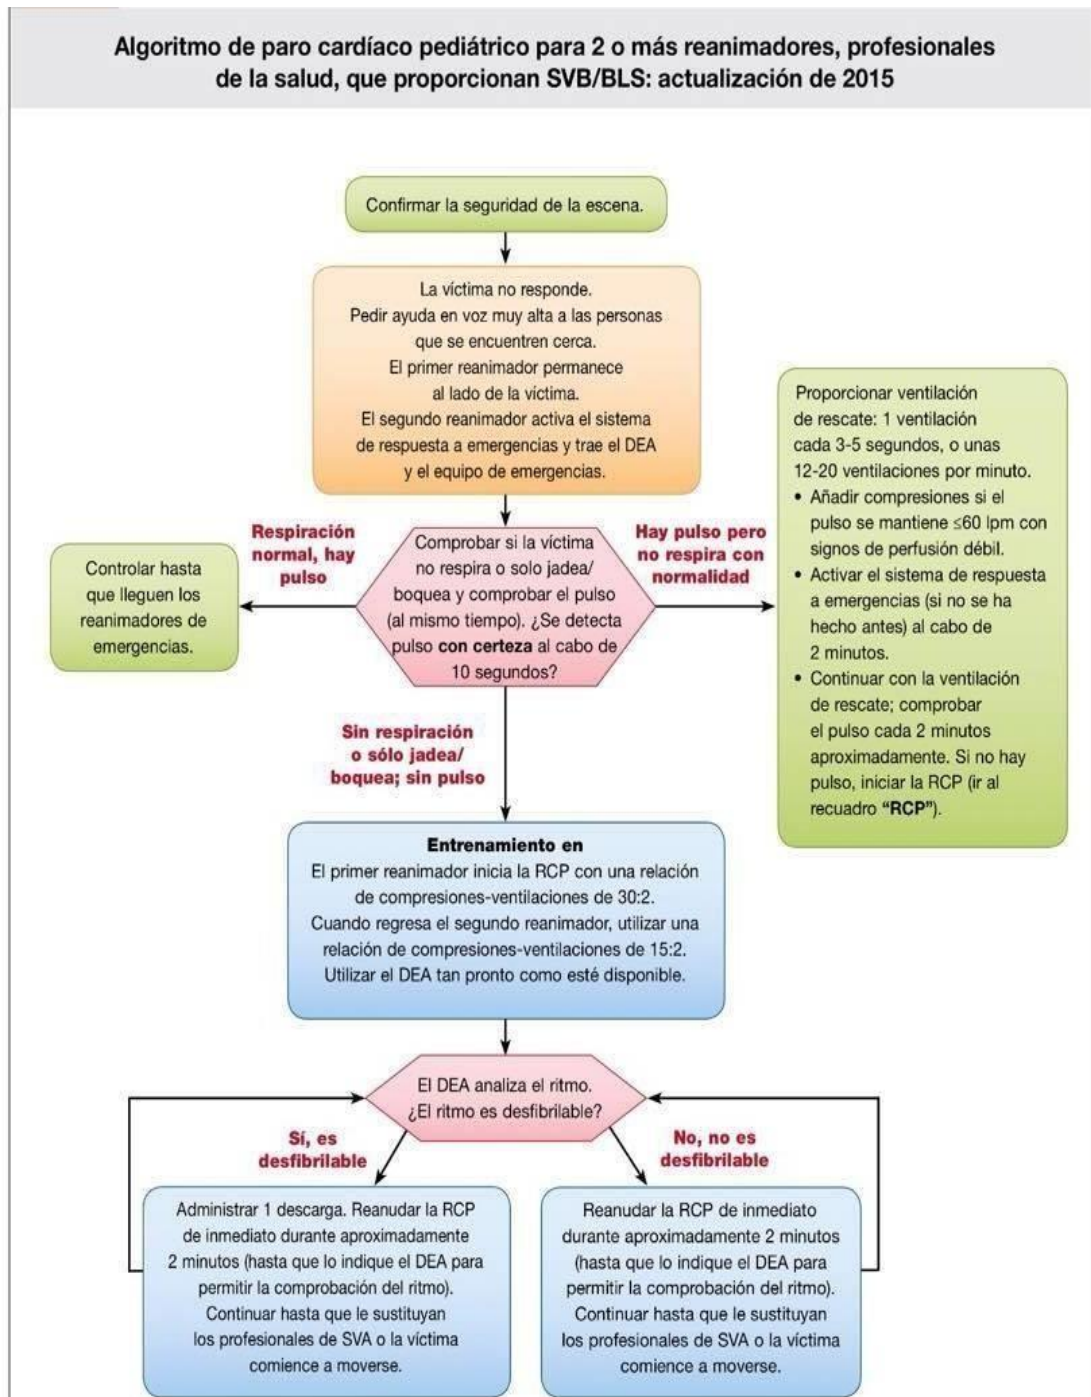 Algoritmo de paro cardíaco pediátrico para 2 o más reanimadores, profesionales
de la salud, que proporcionan SVB/BLS: actualización de 2015
Confirmar la seguridad de la escena.
La víctima no responde.
Pedir ayuda en voz muy alta a las personas
que se encuentren cerca.
El primer reanimador permanece
al lado de la víctima.
El segundo reanimador activa el sistema
de respuesta a emergencias y trae el DEA
y el equipo de emergencias.
Respiración
normal, hay
pulso
Controlar hasta
que lleguen los
reanimadores de
emergencias.
Comprobar si la víctima
no respira o solo jadea/
boquea y comprobar el pulso
(al mismo tiempo). ¿Se detecta
pulso con certeza al cabo de
10 segundos?
Hay pulso pero
no respira con
normalidad
Proporcionar ventilación
de rescate: 1 ventilación
cada 3-5 segundos, o unas
12-20 ventilaciones por minuto.
• Añadir compresiones si el
pulso se mantiene ≤60 lpm con
signos de perfusión débil.
• Activar el sistema de respuesta
a emergencias (si no se ha
hecho antes) al cabo de
2 minutos.
• Continuar con la ventilación
de rescate; comprobar
el pulso cada 2 minutos
aproximadamente. Si no hay
pulso, iniciar la RCP (ir al
recuadro “RCP”).
Sin respiración
o sólo jadea/
boquea; sin pulso
Entrenamiento en
El primer reanimador inicia la RCP con una relación
de compresiones-ventilaciones de 30:2.
Cuando regresa el segundo reanimador, utilizar una
relación de compresiones-ventilaciones de 15:2.
Utilizar el DEA tan pronto como esté disponible.
El DEA analiza el ritmo.
¿El ritmo es desfibrilable?
Sí, es
desfibrilable
No, no es
desfibrilable
Administrar 1 descarga. Reanudar la RCP
de inmediato durante aproximadamente
2 minutos (hasta que lo indique el DEA para
permitir la comprobación del ritmo).
Continuar hasta que le sustituyan
los profesionales de SVA o la víctima
comience a moverse.
Reanudar la RCP de inmediato
durante aproximadamente 2 minutos
(hasta que lo indique el DEA para
permitir la comprobación del ritmo).
Continuar hasta que le sustituyan
los profesionales de SVA o la víctima
comience a moverse.